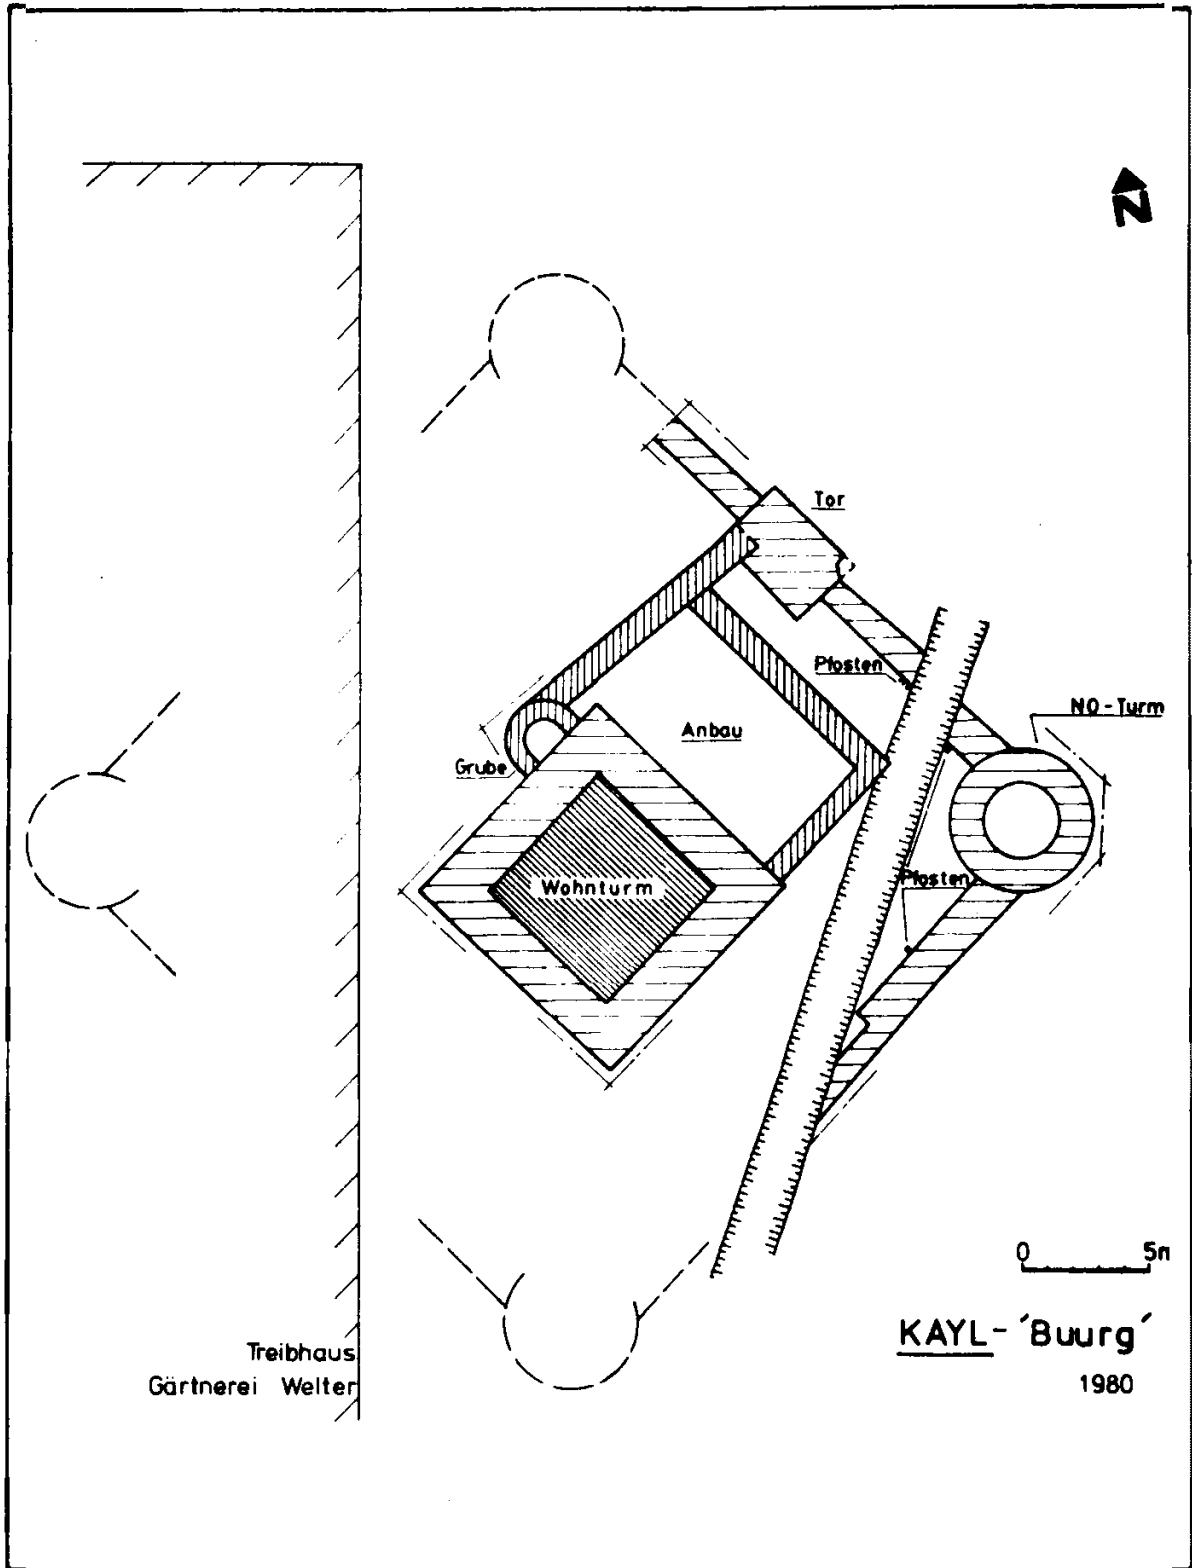 N
Tor
Pfosten
NO-Turm
Anbau
Grube
Wohnturm
Pfosten
0 5m
KAYL-'Buurg'
1980
Treibhaus
Gärtnerei Welter